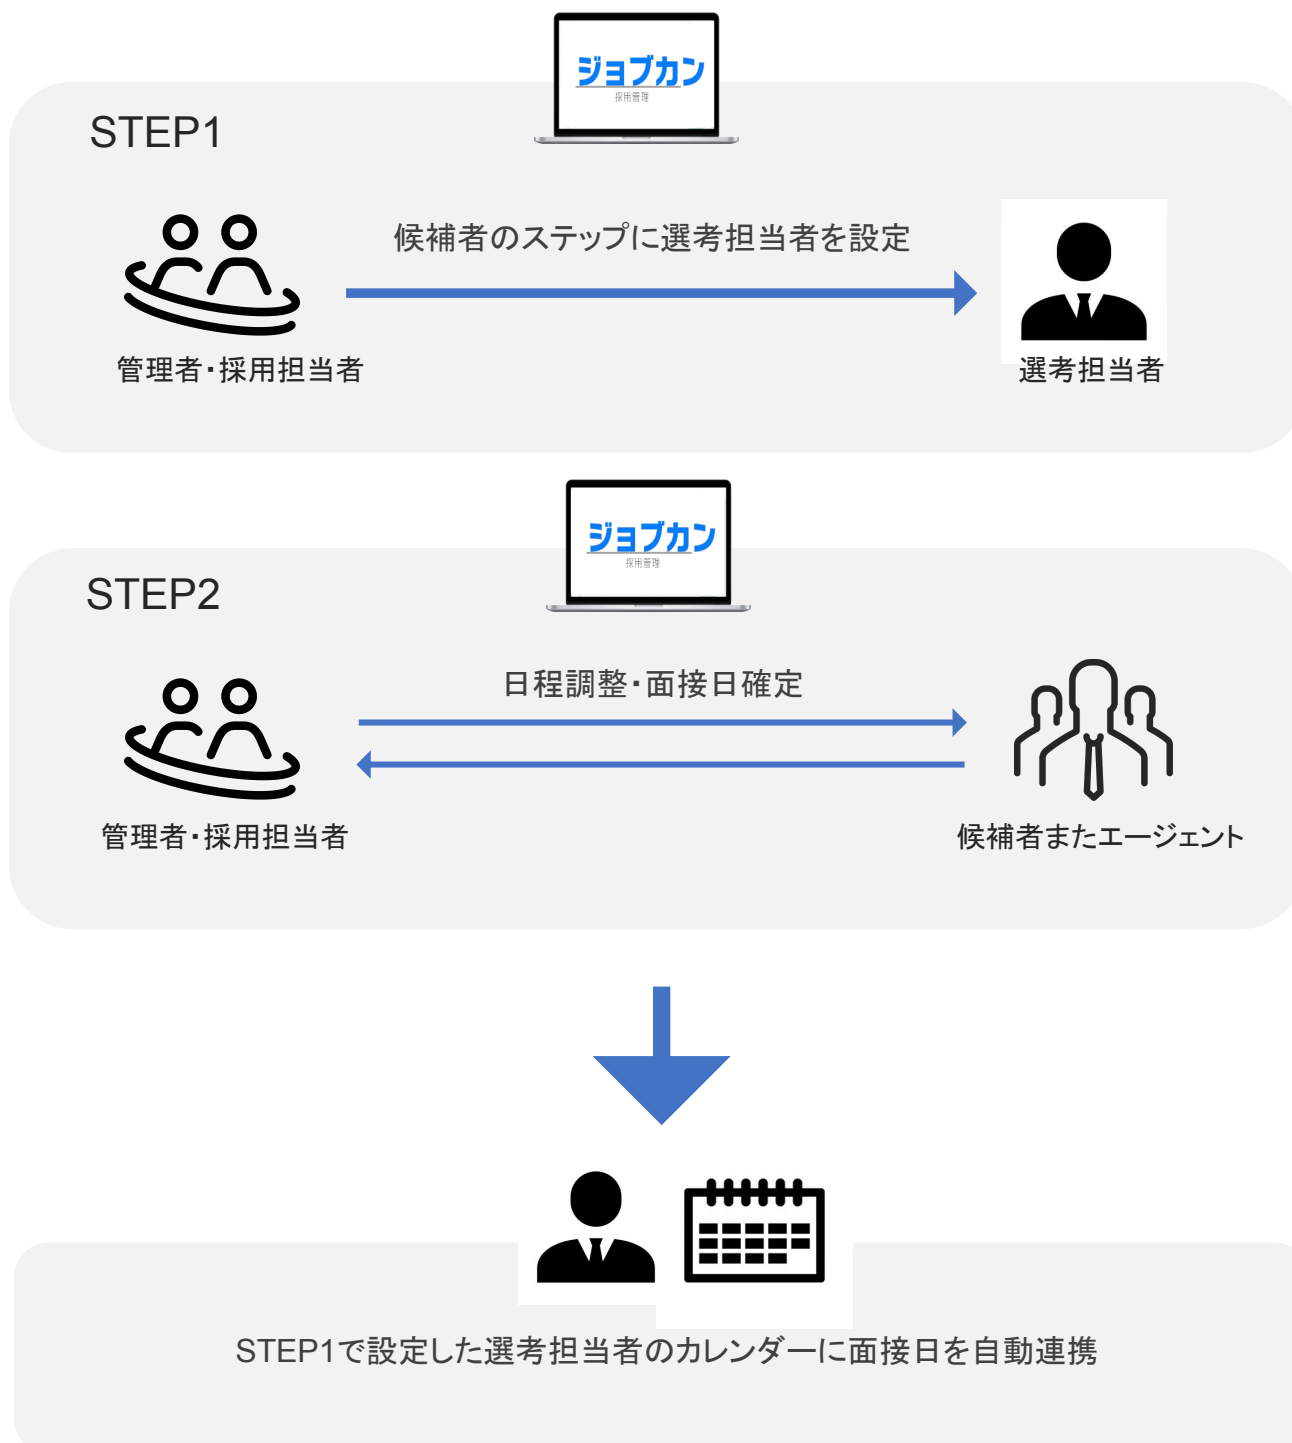 ジョブカン
採用管理
STEP1
候補者のステップに選考担当者を設定
管理者・採用担当者
選考担当者
ジョブカン
採用管理
STEP2
日程調整・面接日確定
管理者・採用担当者
候補者またエージェント
STEP1で設定した選考担当者のカレンダーに面接日を自動連携